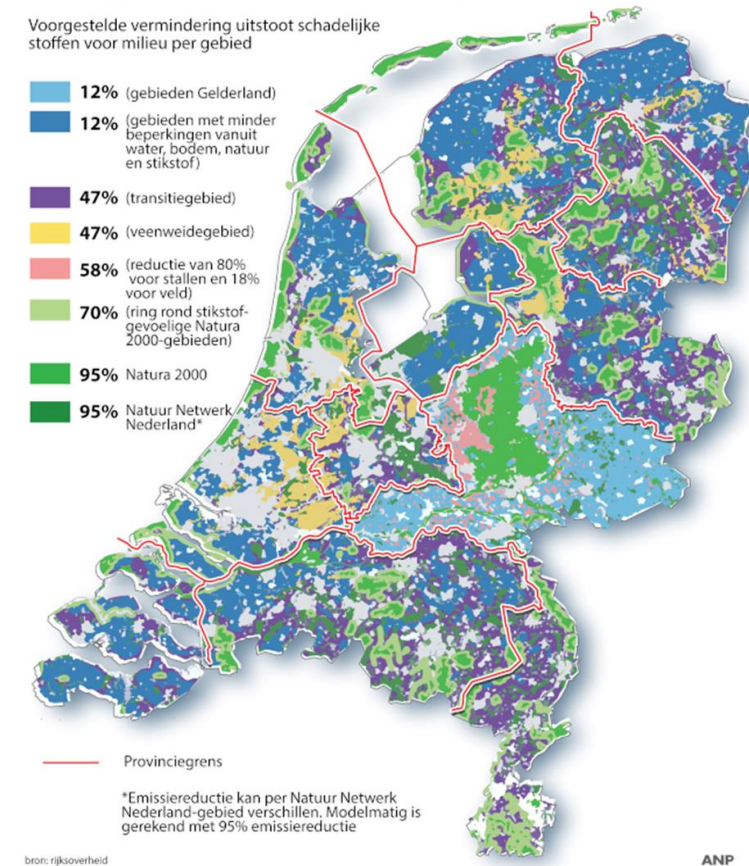 Voorgestelde vermindering uitstoot schadelijke
stoffen voor milieu per gebied
12% (gebieden Gelderland)
12% (gebieden met minder
beperkingen vanuit
water, bodem, natuur
en stikstof)
47% (transitiegebied)
47% (veenweidegebied)
58% (reductie van 80%
voor stallen en 18%
voor veld)
70% (ring rond stikstof-
gevoelige Natura
2000-gebieden)
95% Natura 2000
95% Natuur Netwerk
Nederland*
Provinciegrens
*Emissiereductie kan per Natuur Netwerk
Nederland-gebied verschillen. Modelmatig is
gerekend met 95% emissiereductie
bron: rijksoverheid
ANP